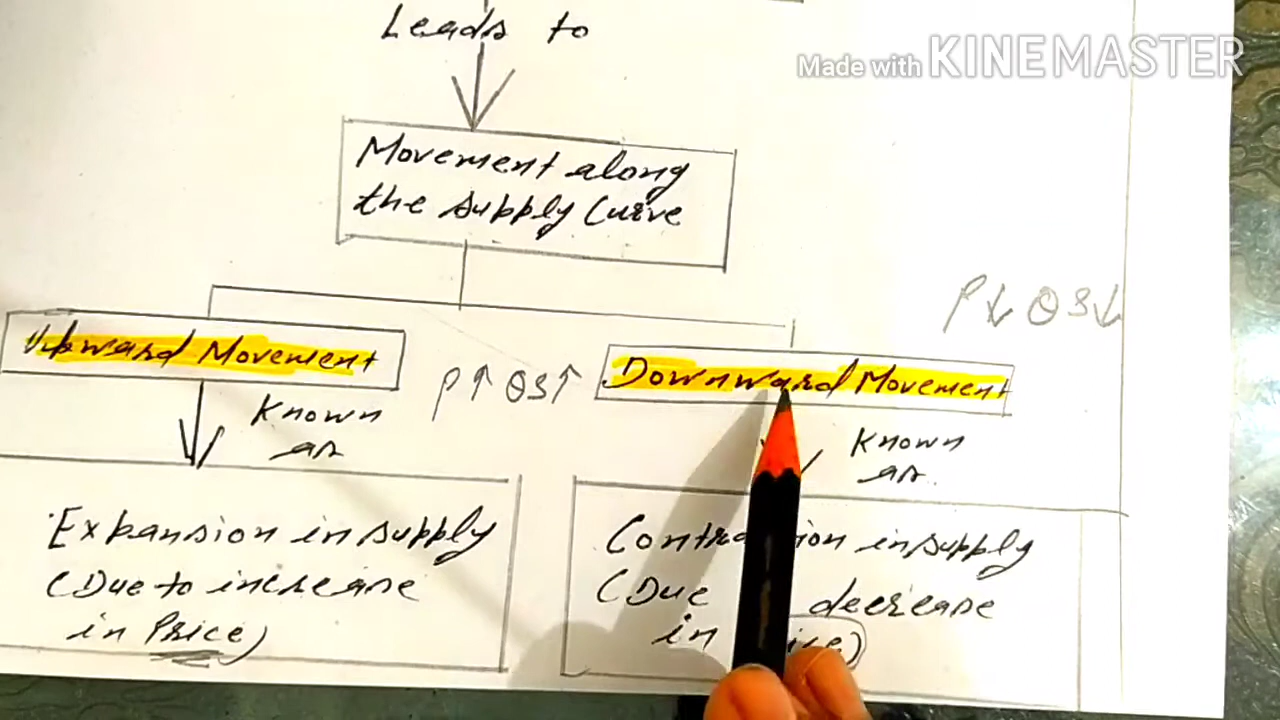 Leads to
Made with KINEMASTER
Movement along
the supply Curve
P↓ QS↓
Upward Movement
P↑ QS↑
Downward Movement
Known
as
Known
as
Expansion in supply
(Due to increase
in Price)
in supply
(Due decrease
in